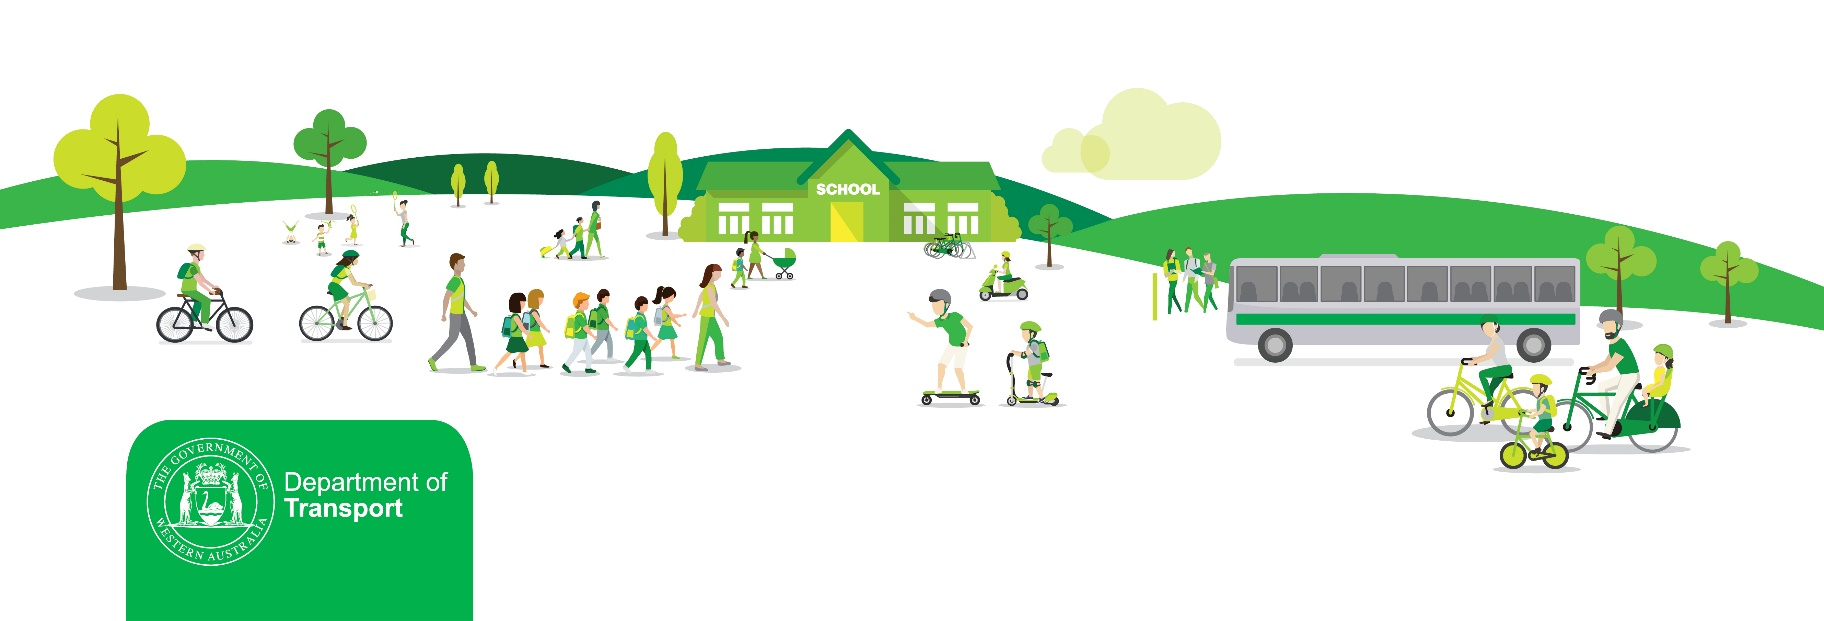 SCHOOL
THE GOVERNMENT OF
WESTERN AUSTRALIA
Department of
Transport